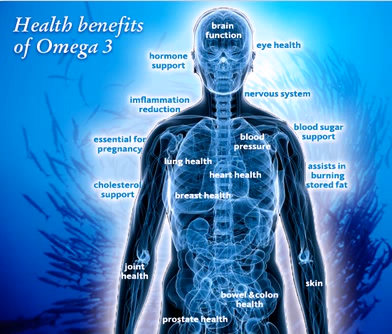 Health benefits
of Omega 3
brain
function
eye health
hormone
support
nervous system
inflammation
reduction
blood sugar
support
essential for
pregnancy
blood
pressure
lung health
heart health
assists in
burning
stored fat
cholesterol
support
breast health
joint
health
skin
bowel & colon
health
prostate health